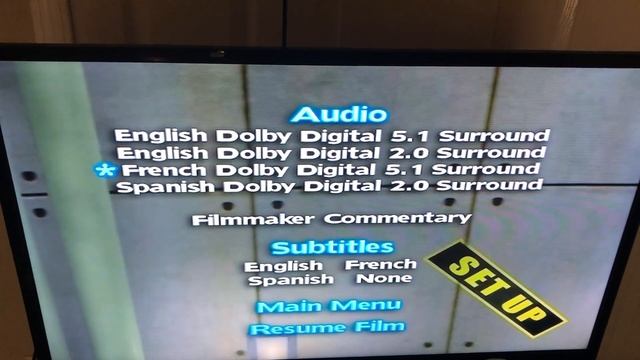 Audio
English Dolby Digital 5.1 Surround
English Dolby Digital 2.0 Surround
* French Dolby Digital 5.1 Surround
Spanish Dolby Digital 2.0 Surround
Filmmaker Commentary
Subtitles
English French
Spanish None
SET UP
Main Menu
Resume Film